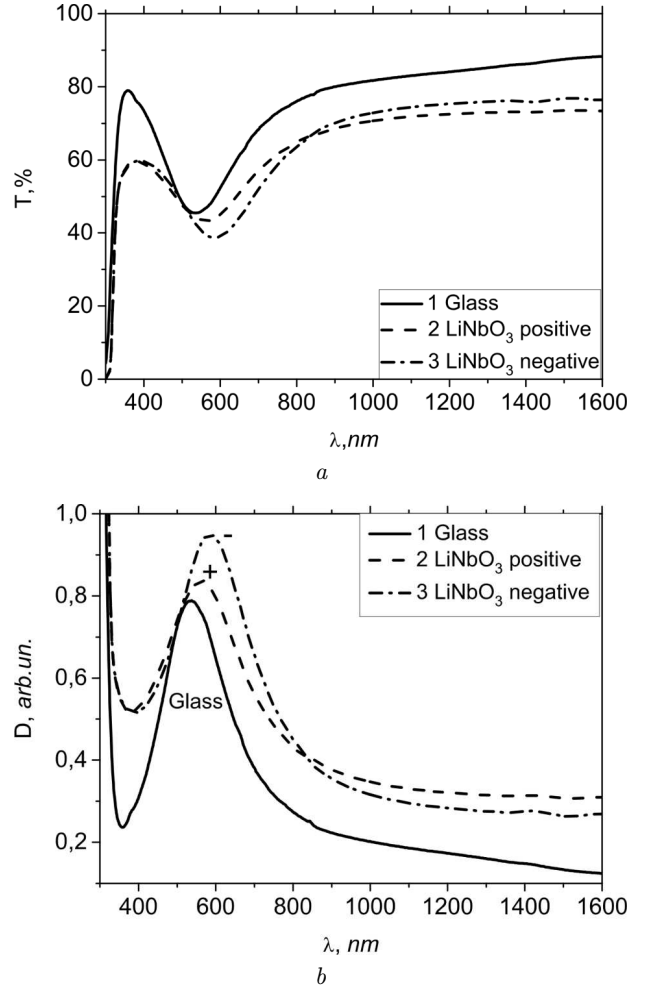 100
80
60
40
20
0
T,%
1 Glass
2 LiNbO₃ positive
3 LiNbO₃ negative
400 600 800 1000 1200 1400 1600
λ,nm
a
1,0
0,8
0,6
0,4
0,2
D, arb.un.
1 Glass
2 LiNbO₃ positive
3 LiNbO₃ negative
+
−
Glass
400 600 800 1000 1200 1400 1600
λ, nm
b